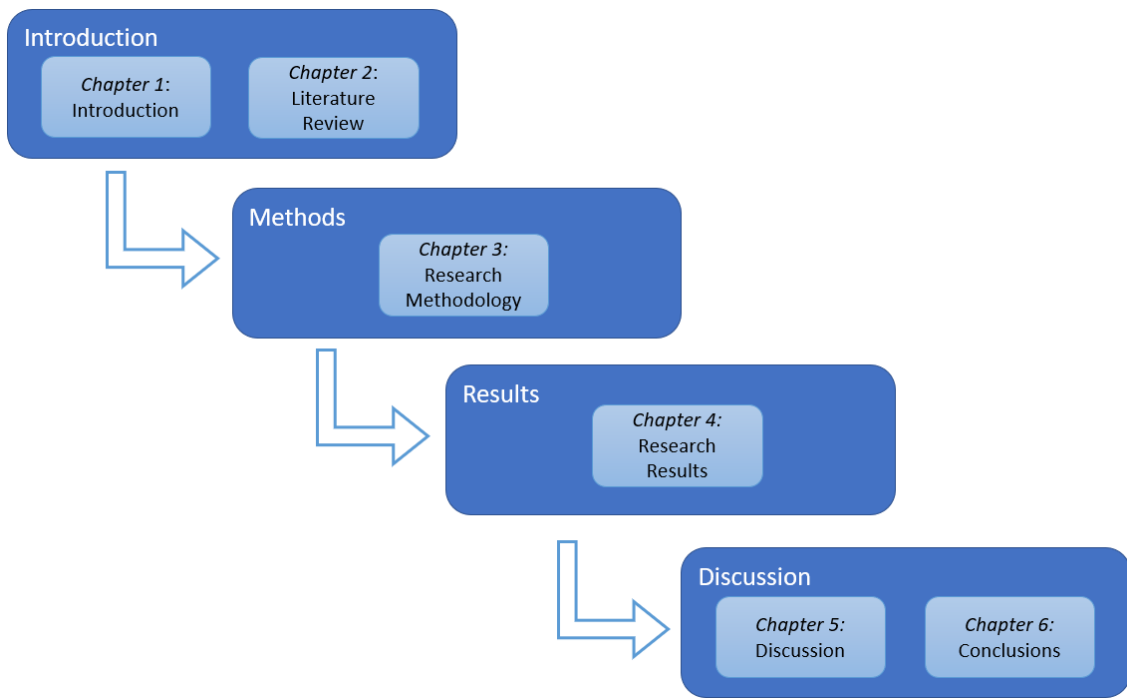 Introduction
Chapter 1:
Introduction
Chapter 2:
Literature
Review
Methods
Chapter 3:
Research
Methodology
Results
Chapter 4:
Research
Results
Discussion
Chapter 5:
Discussion
Chapter 6:
Conclusions